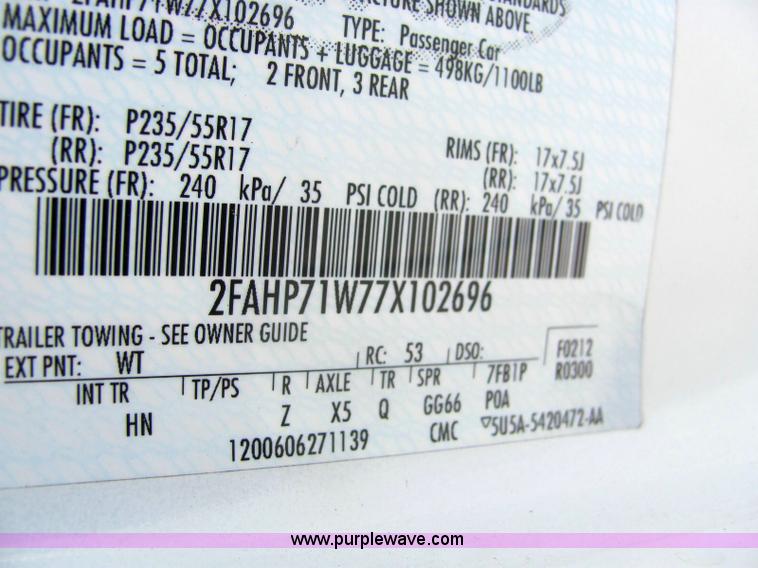 STANDARDS
SHOWN ABOVE.
2FAHP71W77X102696 TYPE: Passenger Car
MAXIMUM LOAD = OCCUPANTS + LUGGAGE = 498KG/1100LB
OCCUPANTS = 5 TOTAL; 2 FRONT, 3 REAR
TIRE (FR): P235/55R17 RIMS (FR): 17x7.5J
(RR): P235/55R17 (RR): 17x7.5J
PRESSURE (FR): 240 kPa/ 35 PSI COLD (RR): 240 kPa/ 35 PSI COLD
2FAHP71W77X102696
TRAILER TOWING - SEE OWNER GUIDE
EXT PNT: WT RC: 53 DSO: F0212
INT TR TP/PS R AXLE TR SPR 7FB1P R0300
HN Z X5 Q GG66 POA
1200606271139 CMC ▽5U5A-5420472-AA
www.purplewave.com